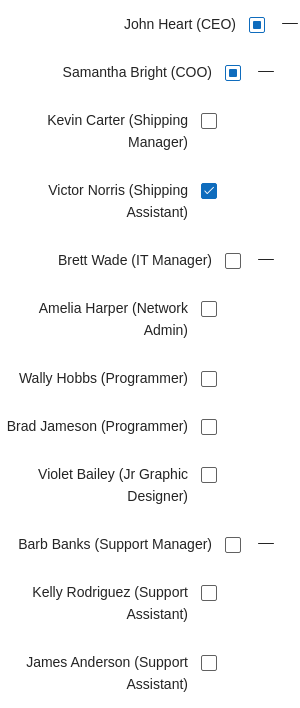 John Heart (CEO)
Samantha Bright (COO)
Kevin Carter (Shipping
Manager)
Victor Norris (Shipping
Assistant)
Brett Wade (IT Manager)
Amelia Harper (Network
Admin)
Wally Hobbs (Programmer)
Brad Jameson (Programmer)
Violet Bailey (Jr Graphic
Designer)
Barb Banks (Support Manager)
Kelly Rodriguez (Support
Assistant)
James Anderson (Support
Assistant)